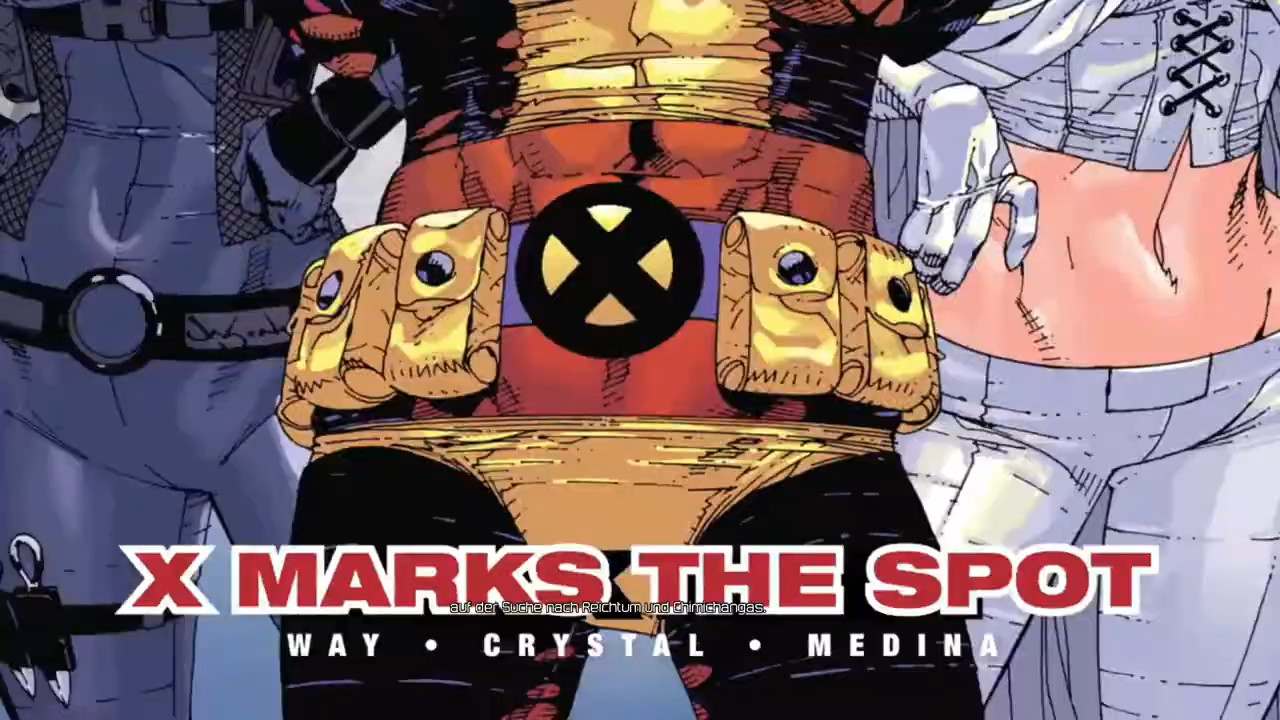 X MARKS THE SPOT
auf der Suche nach Reichtum und Chimichangas.
WAY • CRYSTAL • MEDINA